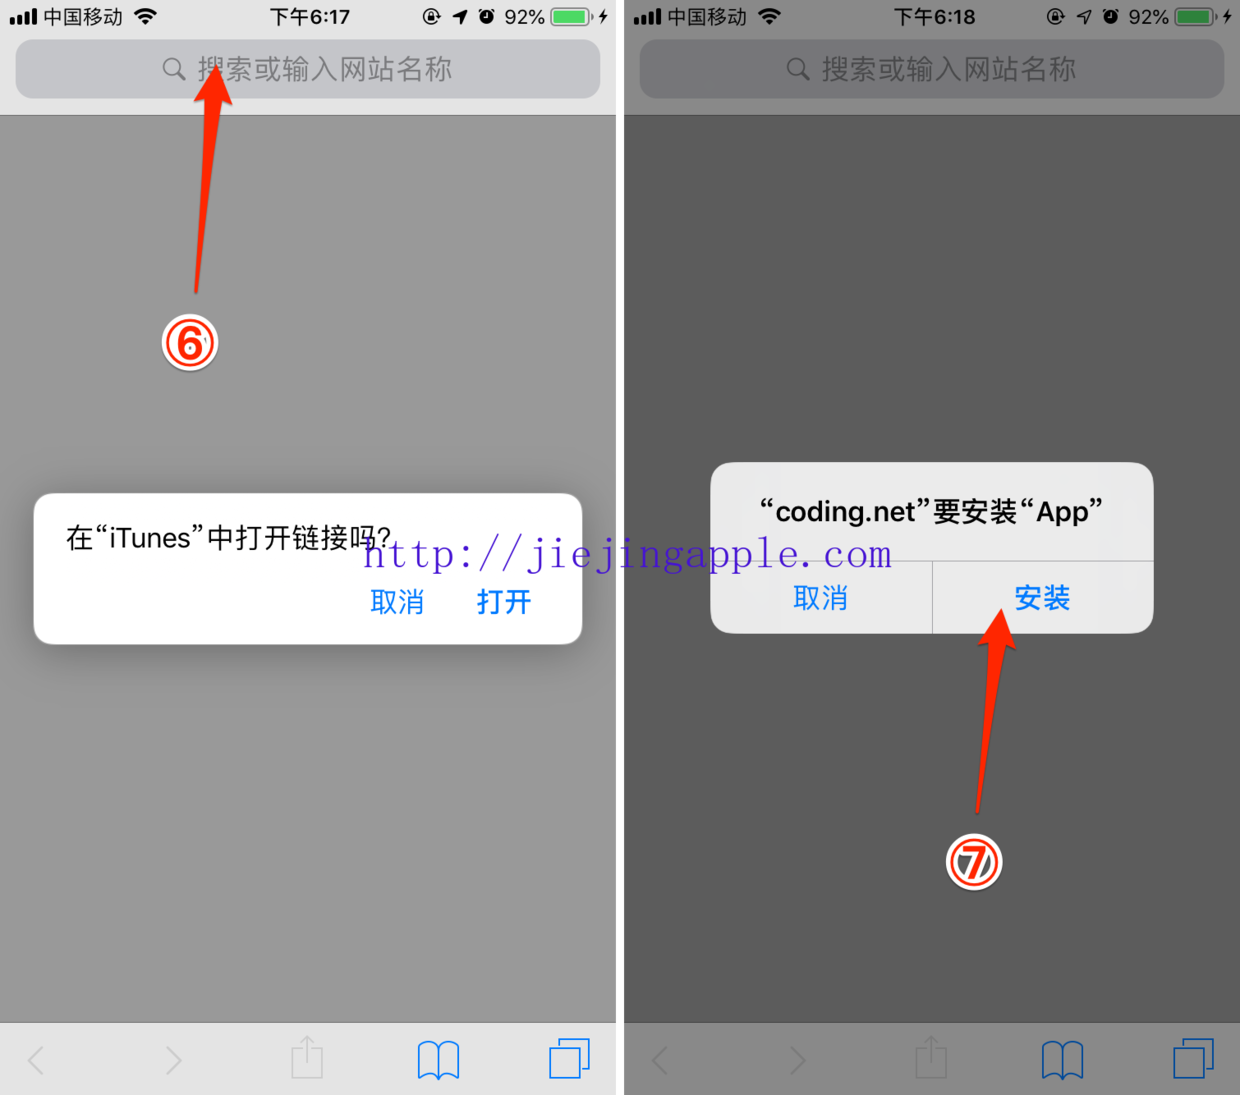 中国移动 下午6:17 92%
搜索或输入网站名称
⑥
在“iTunes”中打开链接吗?
取消 打开
中国移动 下午6:18 92%
搜索或输入网站名称
“coding.net”要安装“App”
取消 安装
⑦
http://jiejingapple.com